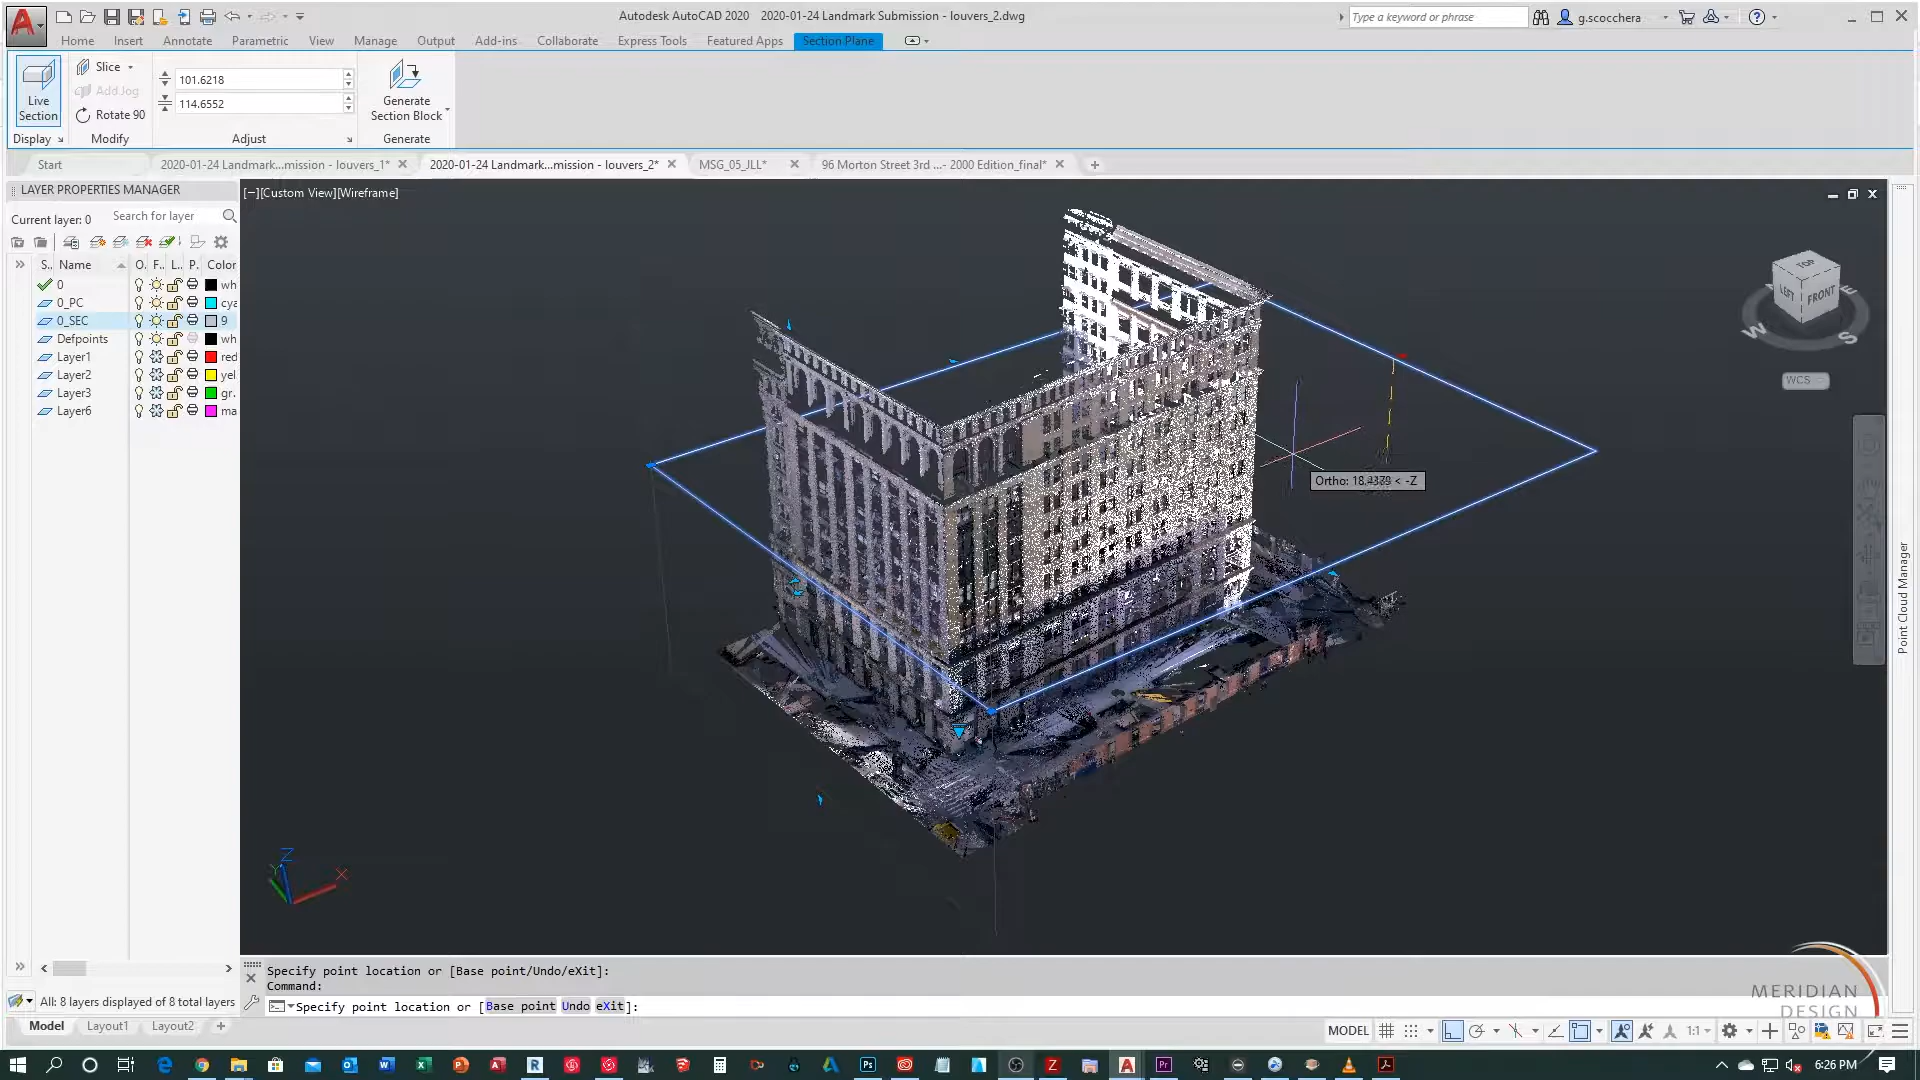 Autodesk AutoCAD 2020 2020-01-24 Landmark Submission - louvers_2.dwg
Type a keyword or phrase
g.scocchera
Home Insert Annotate Parametric View Manage Output Add-ins Collaborate Express Tools Featured Apps Section Plane
Live Section
Slice
Add Jog
Rotate 90
101.6218
114.6552
Generate Section Block
Display Modify Adjust Generate
Start 2020-01-24 Landmark...mission - louvers_1* 2020-01-24 Landmark...mission - louvers_2* MSG_05_JLL* 96 Morton Street 3rd ...- 2000 Edition_final*
LAYER PROPERTIES MANAGER
[−][Custom View][Wireframe]
Current layer: 0
Search for layer
S.. Name O. F.. L.. P. Color
0 wh
0_PC cya
0_SEC 9
Defpoints wh
Layer1 red
Layer2 yel
Layer3 gr.
Layer6 ma
TOP
LEFT FRONT
W S E
WCS
Ortho: 18.4379 < -Z
Point Cloud Manager
Z
Y X
Specify point location or [Base point/Undo/eXit]:
Command:
Specify point location or [Base point Undo eXit]:
All: 8 layers displayed of 8 total layers
MERIDIAN
DESIGN
Model Layout1 Layout2
MODEL 1:1
6:26 PM